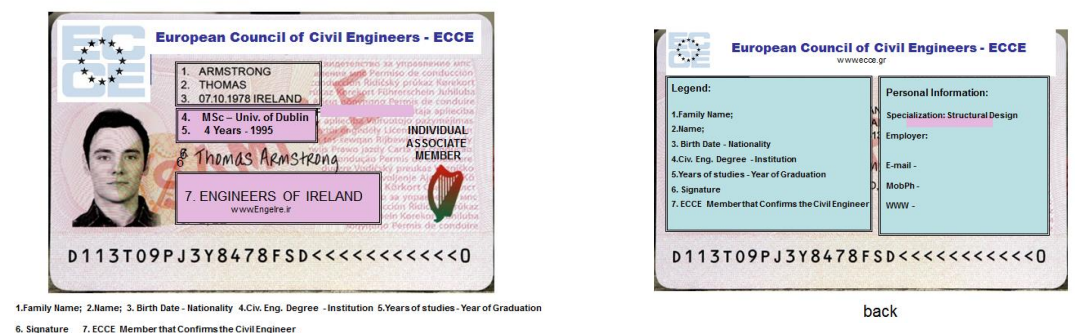 European Council of Civil Engineers - ECCE
1. ARMSTRONG
2. THOMAS
3. 07.10.1978 IRELAND
4. MSc – Univ. of Dublin
5. 4 Years - 1995
6 Thomas Armstrong
INDIVIDUAL
ASSOCIATE
MEMBER
7. ENGINEERS OF IRELAND
www.EngeIre.ir
D113T09PJ3Y8478FSD<<<<<<<<<<<0
1.Family Name; 2.Name; 3. Birth Date - Nationality 4.Civ. Eng. Degree - Institution 5.Years of studies - Year of Graduation
6. Signature 7. ECCE Member that Confirms the Civil Engineer
European Council of Civil Engineers - ECCE
www.ecce.gr
Legend:
1.Family Name;
2.Name;
3. Birth Date - Nationality
4.Civ. Eng. Degree - Institution
5.Years of studies - Year of Graduation
6. Signature
7. ECCE Member that Confirms the Civil Engineer
Personal Information:
Specialization: Structural Design
Employer:
E-mail -
MobPh -
WWW -
D113T09PJ3Y8478FSD<<<<<<<<<<<0
back